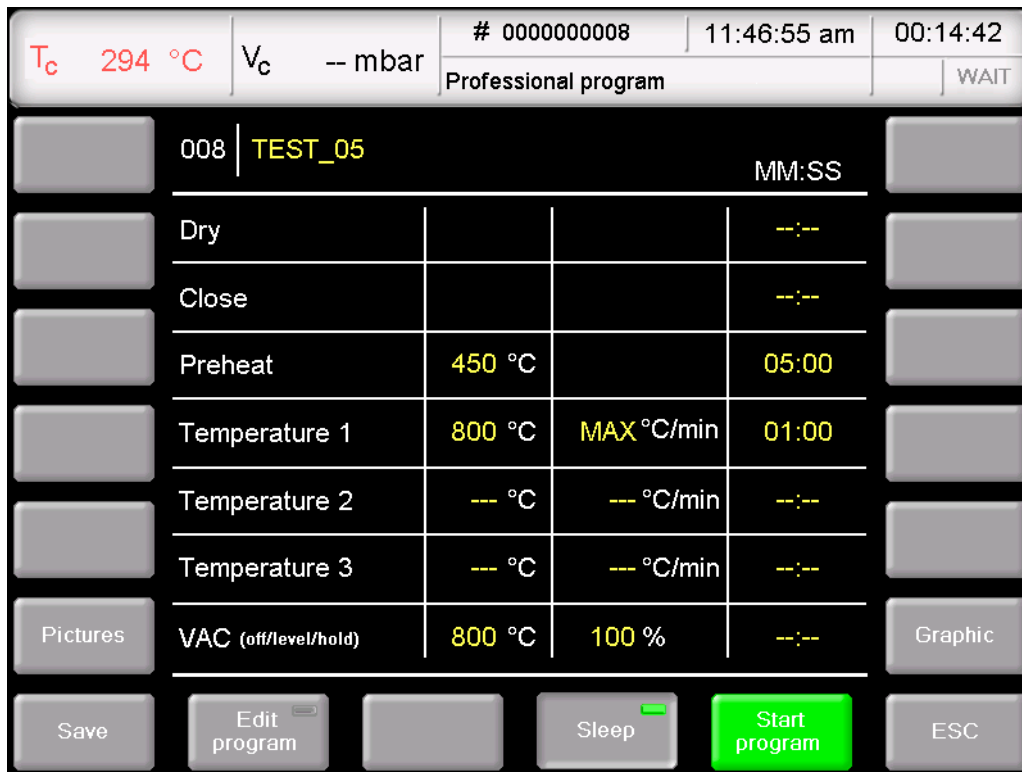 T_C 294 °C
V_C -- mbar
# 0000000008
11:46:55 am
00:14:42
Professional program
WAIT
008 TEST_05
MM:SS
Dry --:--
Close --:--
Preheat 450 °C 05:00
Temperature 1 800 °C MAX °C/min 01:00
Temperature 2 --- °C --- °C/min --:--
Temperature 3 --- °C --- °C/min --:--
Pictures
VAC (off/level/hold) 800 °C 100 % --:--
Graphic
Save
Edit
program
Sleep
Start
program
ESC